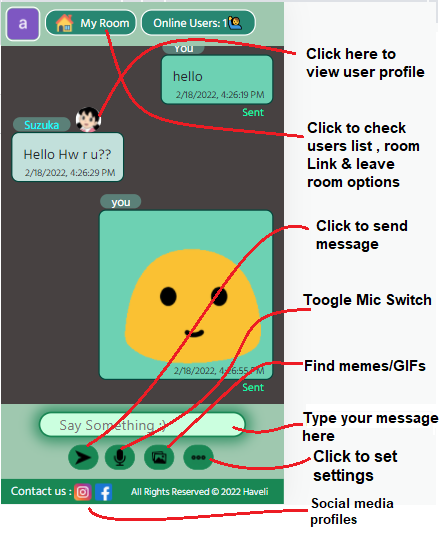 a
My Room
Online Users: 1
You
hello
2/18/2022, 4:26:19 PM
Sent
Suzuka
Hello Hw r u??
2/18/2022, 4:26:29 PM
you
2/18/2022, 4:26:55 PM
Sent
Say Something :)
Contact us :
All Rights Reserved © 2022 Haveli
Click here to
view user profile
Click to check
users list , room
Link & leave
room options
Click to send
message
Toogle Mic Switch
Find memes/GIFs
Type your message
here
Click to set
settings
Social media
profiles